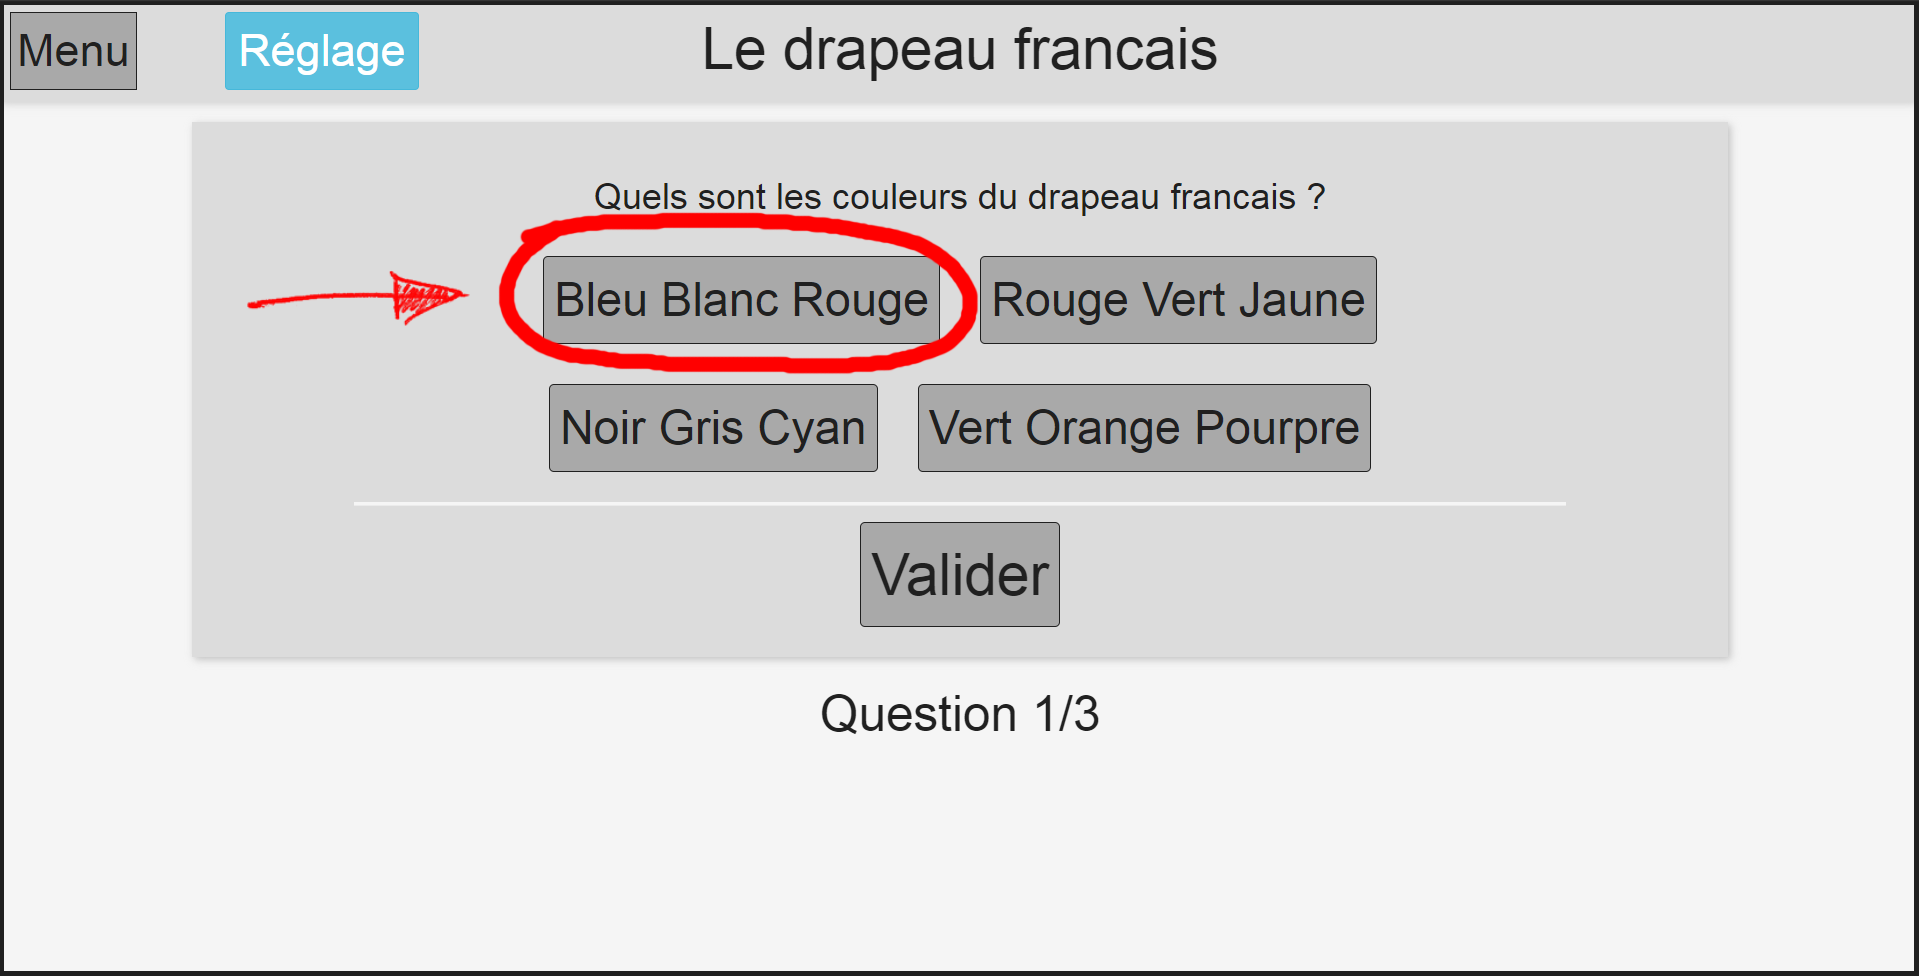 Menu Réglage Le drapeau francais
Quels sont les couleurs du drapeau francais ?
Bleu Blanc Rouge Rouge Vert Jaune
Noir Gris Cyan Vert Orange Pourpre
Valider
Question 1/3